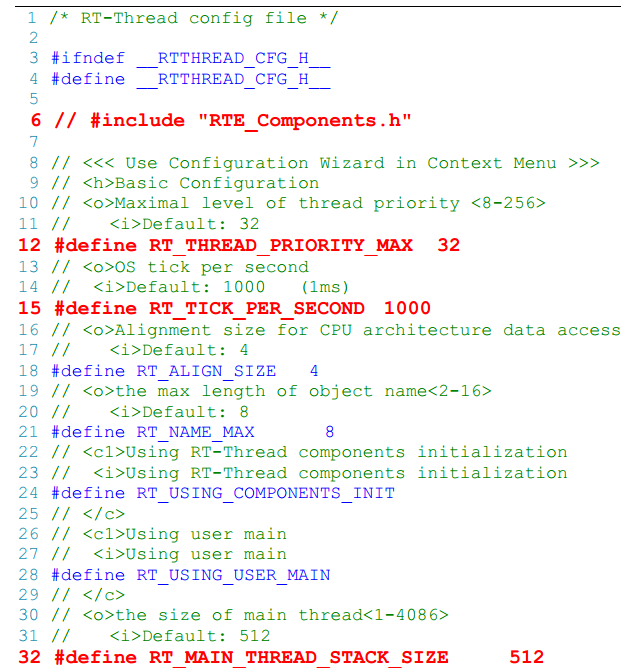 1 /* RT-Thread config file */
2
3 #ifndef __RTTHREAD_CFG_H__
4 #define __RTTHREAD_CFG_H__
5
6 // #include "RTE_Components.h"
7
8 // <<< Use Configuration Wizard in Context Menu >>>
9 // <h>Basic Configuration
10 // <o>Maximal level of thread priority <8-256>
11 //    <i>Default: 32
12 #define RT_THREAD_PRIORITY_MAX  32
13 // <o>OS tick per second
14 //  <i>Default: 1000   (1ms)
15 #define RT_TICK_PER_SECOND  1000
16 // <o>Alignment size for CPU architecture data access
17 //    <i>Default: 4
18 #define RT_ALIGN_SIZE   4
19 // <o>the max length of object name<2-16>
20 //    <i>Default: 8
21 #define RT_NAME_MAX       8
22 // <c1>Using RT-Thread components initialization
23 //  <i>Using RT-Thread components initialization
24 #define RT_USING_COMPONENTS_INIT
25 // </c>
26 // <c1>Using user main
27 //  <i>Using user main
28 #define RT_USING_USER_MAIN
29 // </c>
30 // <o>the size of main thread<1-4086>
31 //    <i>Default: 512
32 #define RT_MAIN_THREAD_STACK_SIZE     512